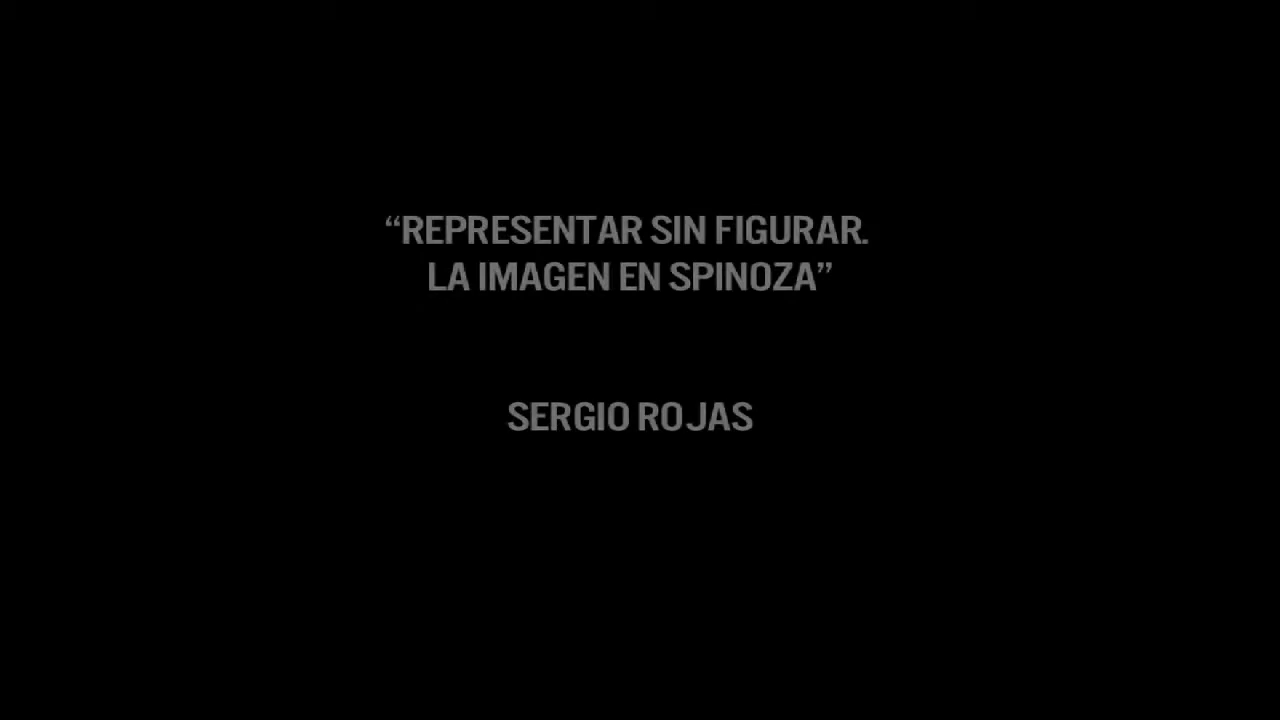 “REPRESENTAR SIN FIGURAR.
LA IMAGEN EN SPINOZA”
SERGIO ROJAS